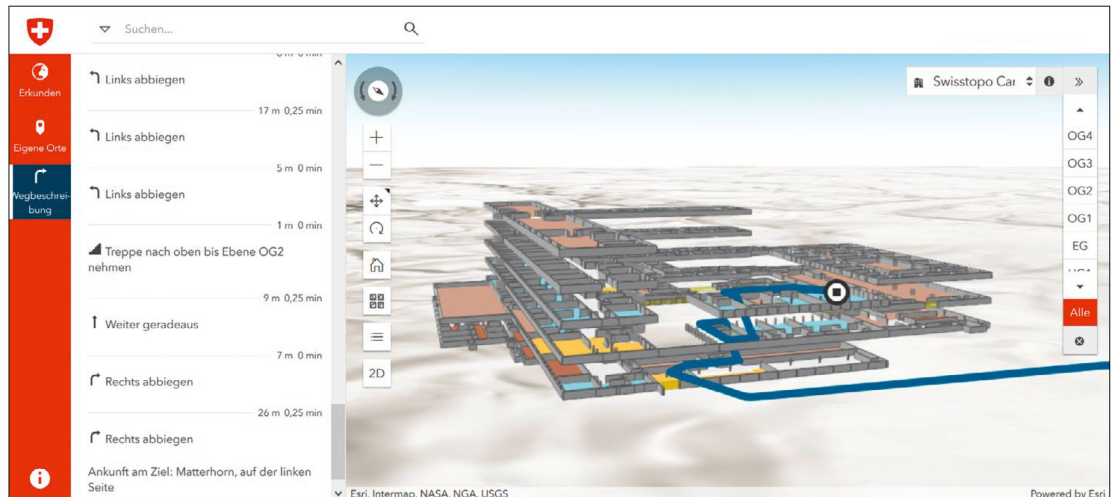 Suchen...
Erkunden
Eigene Orte
Wegbeschrei-
bung
Links abbiegen
17 m 0,25 min
Links abbiegen
5 m 0 min
Links abbiegen
1 m 0 min
Treppe nach oben bis Ebene OG2
nehmen
9 m 0,25 min
Weiter geradeaus
7 m 0 min
Rechts abbiegen
26 m 0,25 min
Rechts abbiegen
Ankunft am Ziel: Matterhorn, auf der linken
Seite
2D
Swisstopo Car
OG4
OG3
OG2
OG1
EG
Alle
Esri, Intermap, NASA, NGA, USGS
Powered by Esri